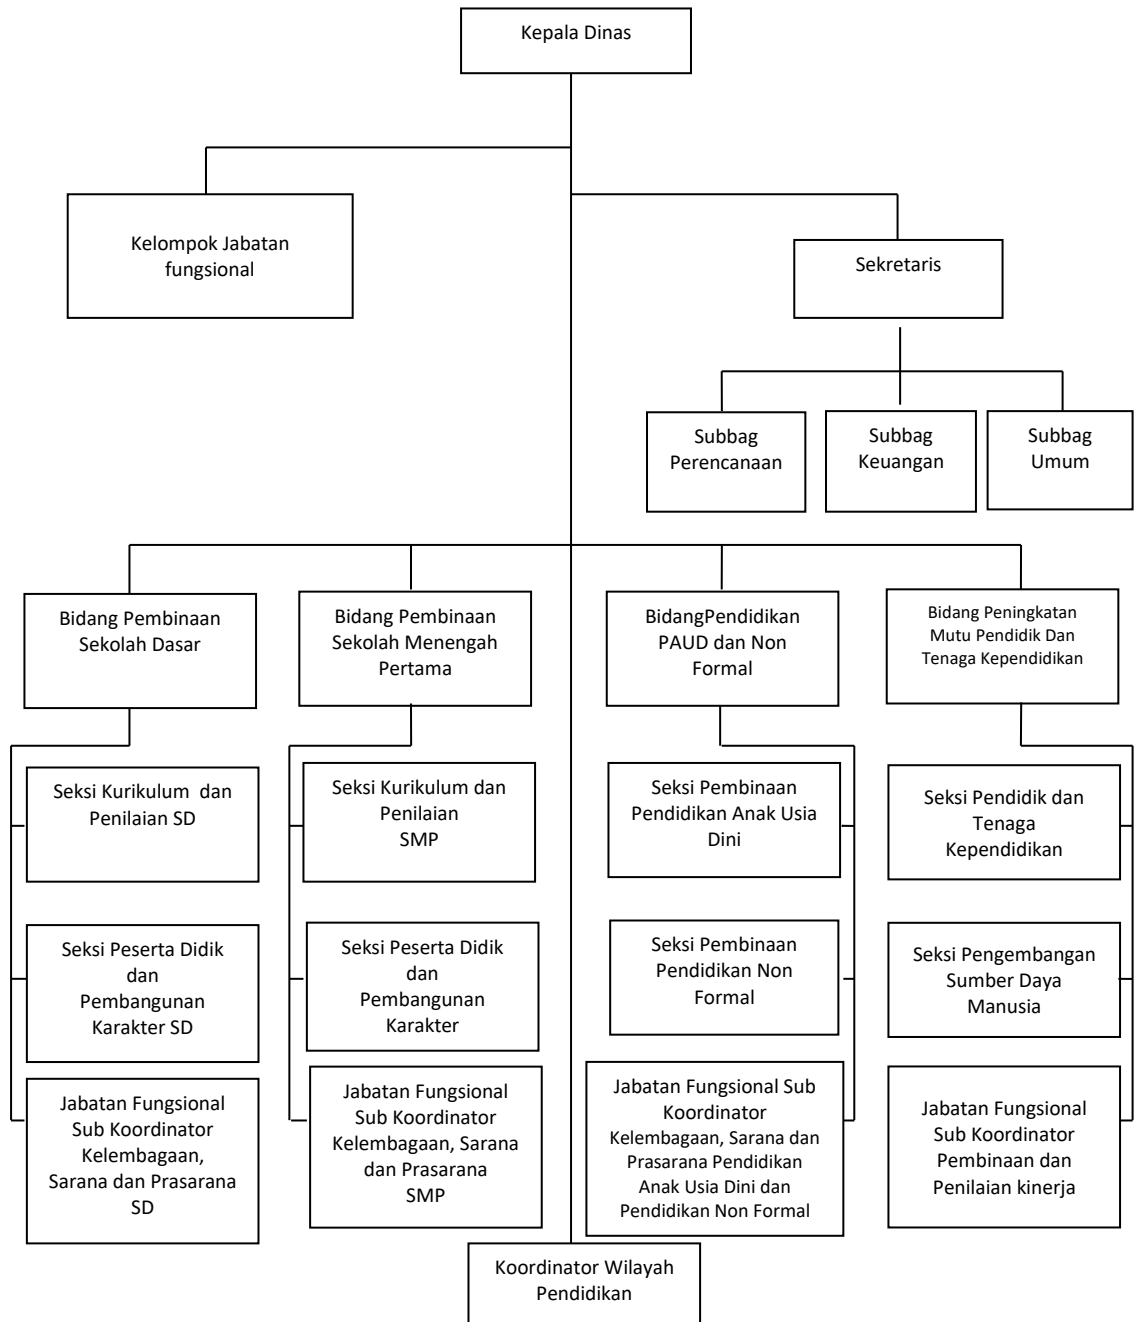 Kepala Dinas
Kelompok Jabatan
fungsional
Sekretaris
Subbag
Perencanaan
Subbag
Keuangan
Subbag
Umum
Bidang Pembinaan
Sekolah Dasar
Bidang Pembinaan
Sekolah Menengah
Pertama
BidangPendidikan
PAUD dan Non
Formal
Bidang Peningkatan
Mutu Pendidik Dan
Tenaga Kependidikan
Seksi Kurikulum  dan
Penilaian SD
Seksi Kurikulum dan
Penilaian
SMP
Seksi Pembinaan
Pendidikan Anak Usia
Dini
Seksi Pendidik dan
Tenaga
Kependidikan
Seksi Peserta Didik
dan
Pembangunan
Karakter SD
Seksi Peserta Didik
dan
Pembangunan
Karakter
Seksi Pembinaan
Pendidikan Non
Formal
Seksi Pengembangan
Sumber Daya
Manusia
Jabatan Fungsional
Sub Koordinator
Kelembagaan,
Sarana dan Prasarana
SD
Jabatan Fungsional
Sub Koordinator
Kelembagaan, Sarana
dan Prasarana
SMP
Jabatan Fungsional Sub
Koordinator
Kelembagaan, Sarana dan
Prasarana Pendidikan
Anak Usia Dini dan
Pendidikan Non Formal
Jabatan Fungsional
Sub Koordinator
Pembinaan dan
Penilaian kinerja
Koordinator Wilayah
Pendidikan